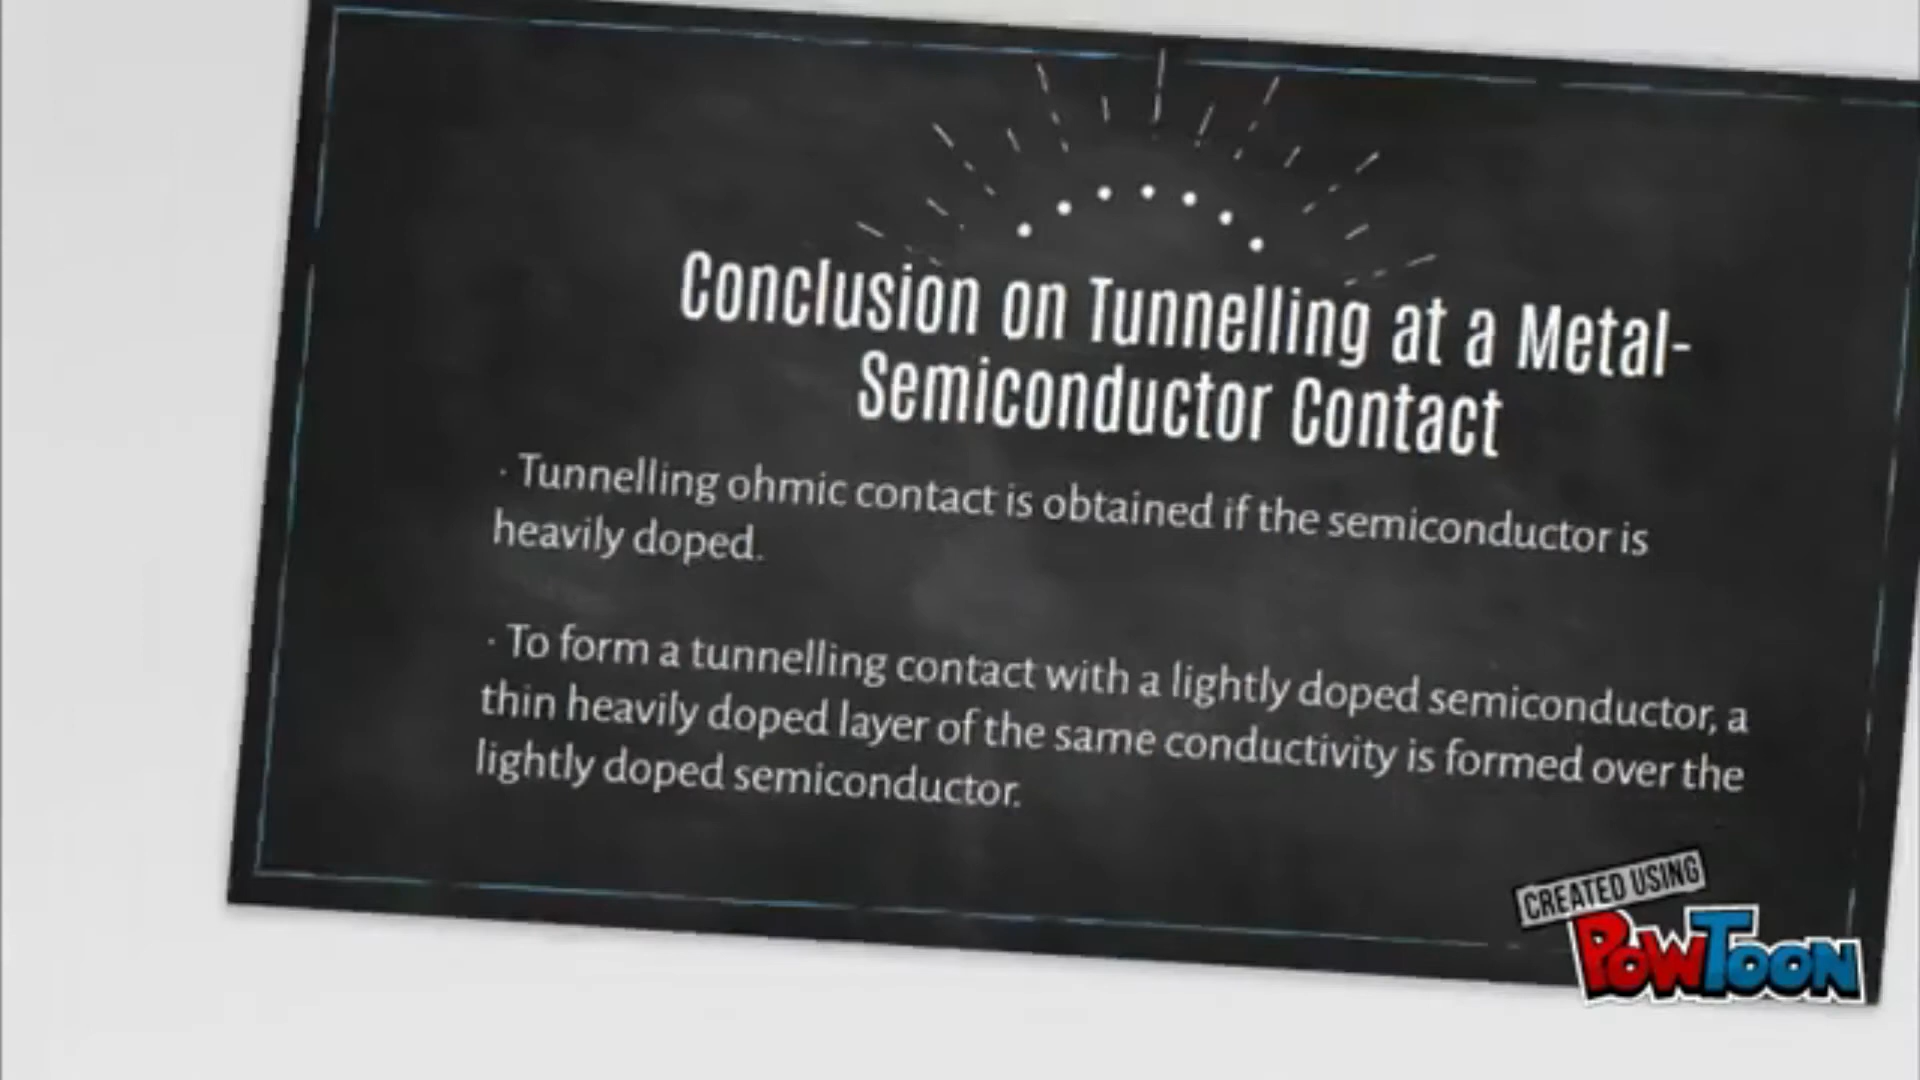 Conclusion on Tunnelling at a Metal-
Semiconductor Contact
· Tunnelling ohmic contact is obtained if the semiconductor is
heavily doped.
· To form a tunnelling contact with a lightly doped semiconductor, a
thin heavily doped layer of the same conductivity is formed over the
lightly doped semiconductor.
CREATED USING
POWTOON